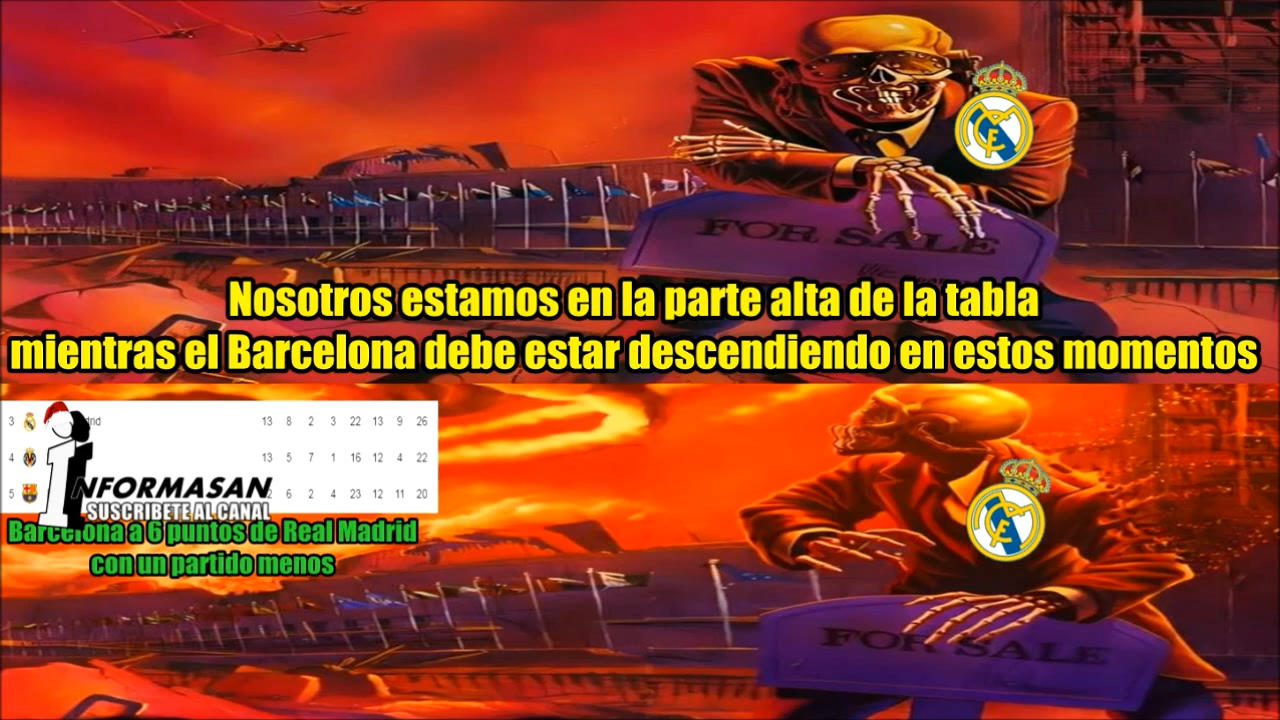 FOR SALE
Nosotros estamos en la parte alta de la tabla
mientras el Barcelona debe estar descendiendo en estos momentos
3 13 8 2 3 22 13 9 26
4 13 5 7 1 16 12 4 22
5 6 2 4 23 12 11 20
INFORMASAN
SUSCRIBETE AL CANAL
Barcelona a 6 puntos de Real Madrid
con un partido menos
FOR SALE